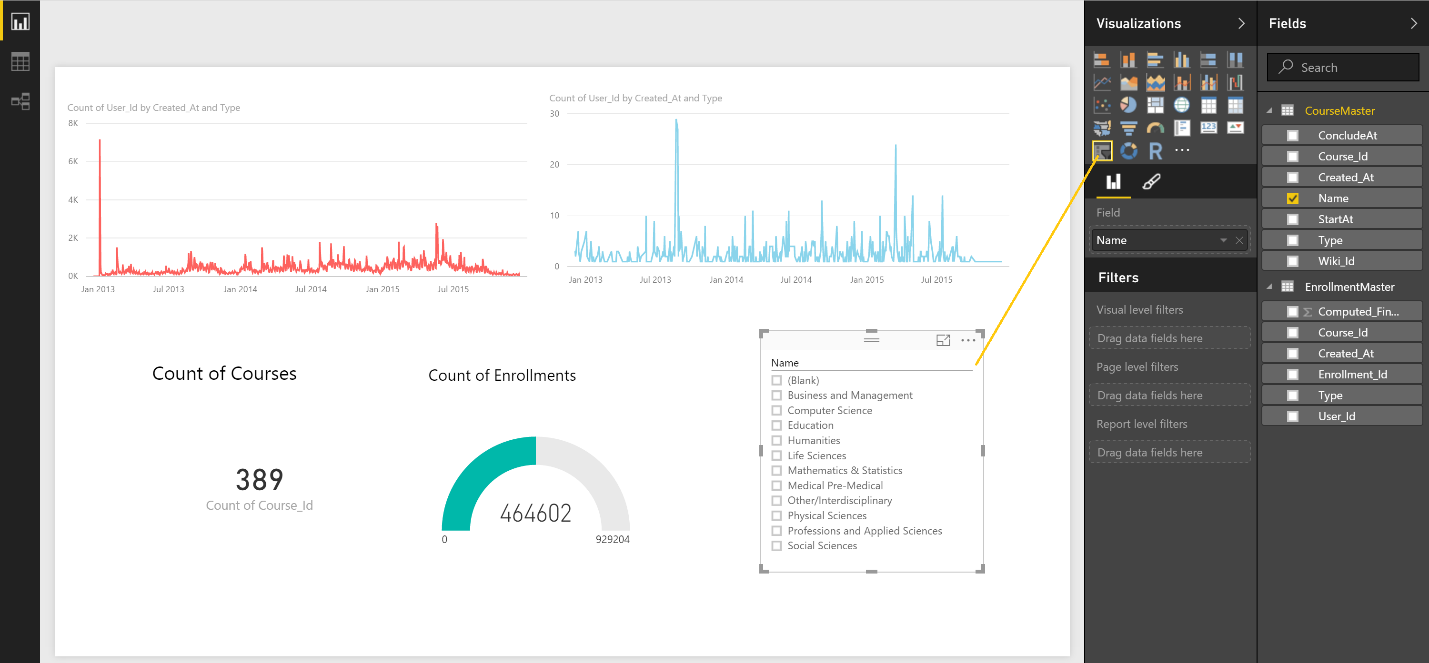 Visualizations
Fields
Search
Count of User_Id by Created_At and Type
8K
6K
4K
2K
0K
Jan 2013
Jul 2013
Jan 2014
Jul 2014
Jan 2015
Jul 2015
Count of User_Id by Created_At and Type
30
20
10
0
Jan 2013
Jul 2013
Jan 2014
Jul 2014
Jan 2015
Jul 2015
Count of Courses
389
Count of Course_Id
Count of Enrollments
464602
0
929204
Name
(Blank)
Business and Management
Computer Science
Education
Humanities
Life Sciences
Mathematics & Statistics
Medical Pre-Medical
Other/Interdisciplinary
Physical Sciences
Professions and Applied Sciences
Social Sciences
123
R
Field
Name
Filters
Visual level filters
Drag data fields here
Page level filters
Drag data fields here
Report level filters
Drag data fields here
CourseMaster
ConcludeAt
Course_Id
Created_At
Name
StartAt
Type
Wiki_Id
EnrollmentMaster
Σ Computed_Fin...
Course_Id
Created_At
Enrollment_Id
Type
User_Id